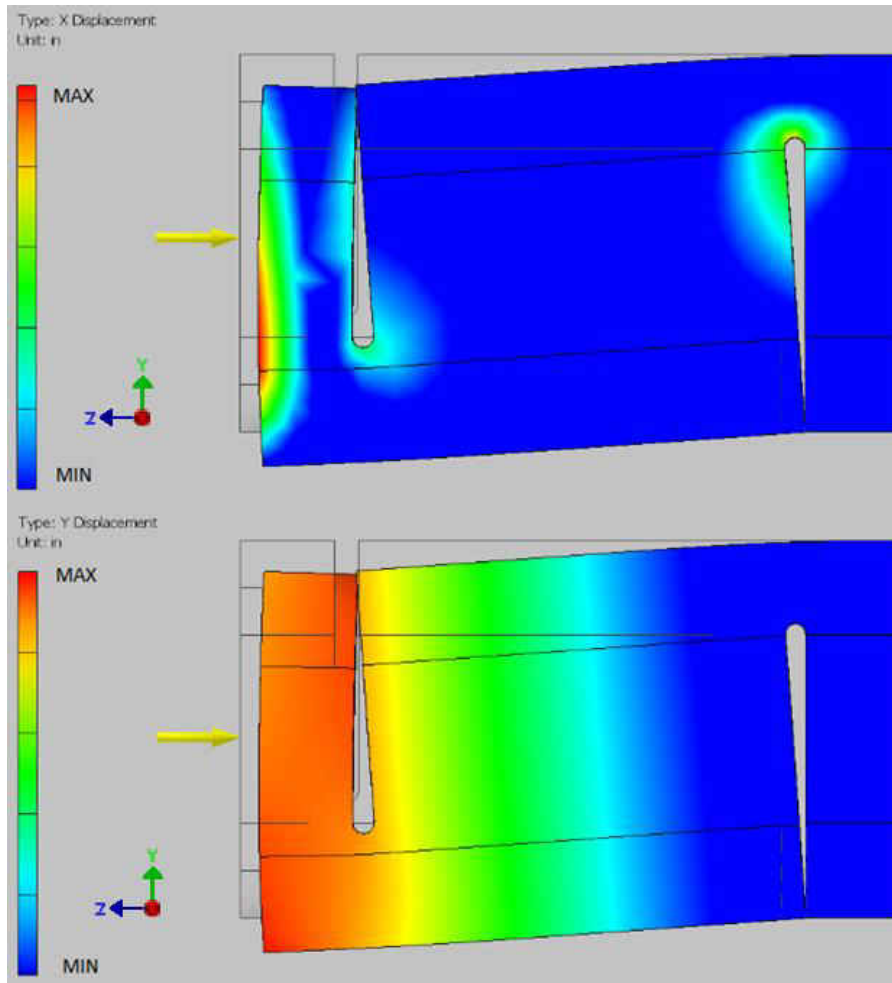 Type: X Displacement
Unit: in
MAX
MIN
Y
Z
Type: Y Displacement
Unit: in
MAX
MIN
Y
Z